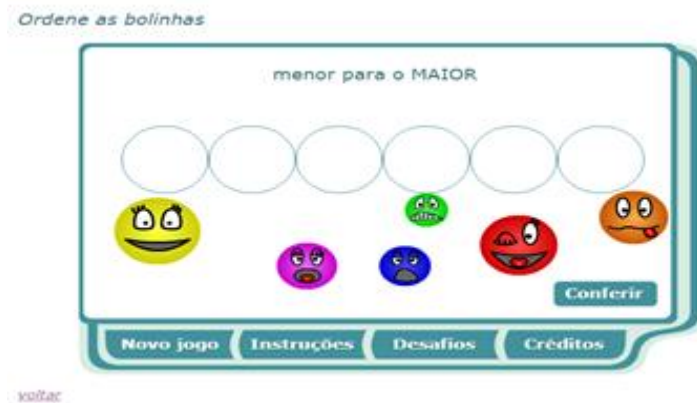 Ordene as bolinhas
menor para o MAIOR
Conferir
Novo jogo Instruções Desafios Créditos
voltar